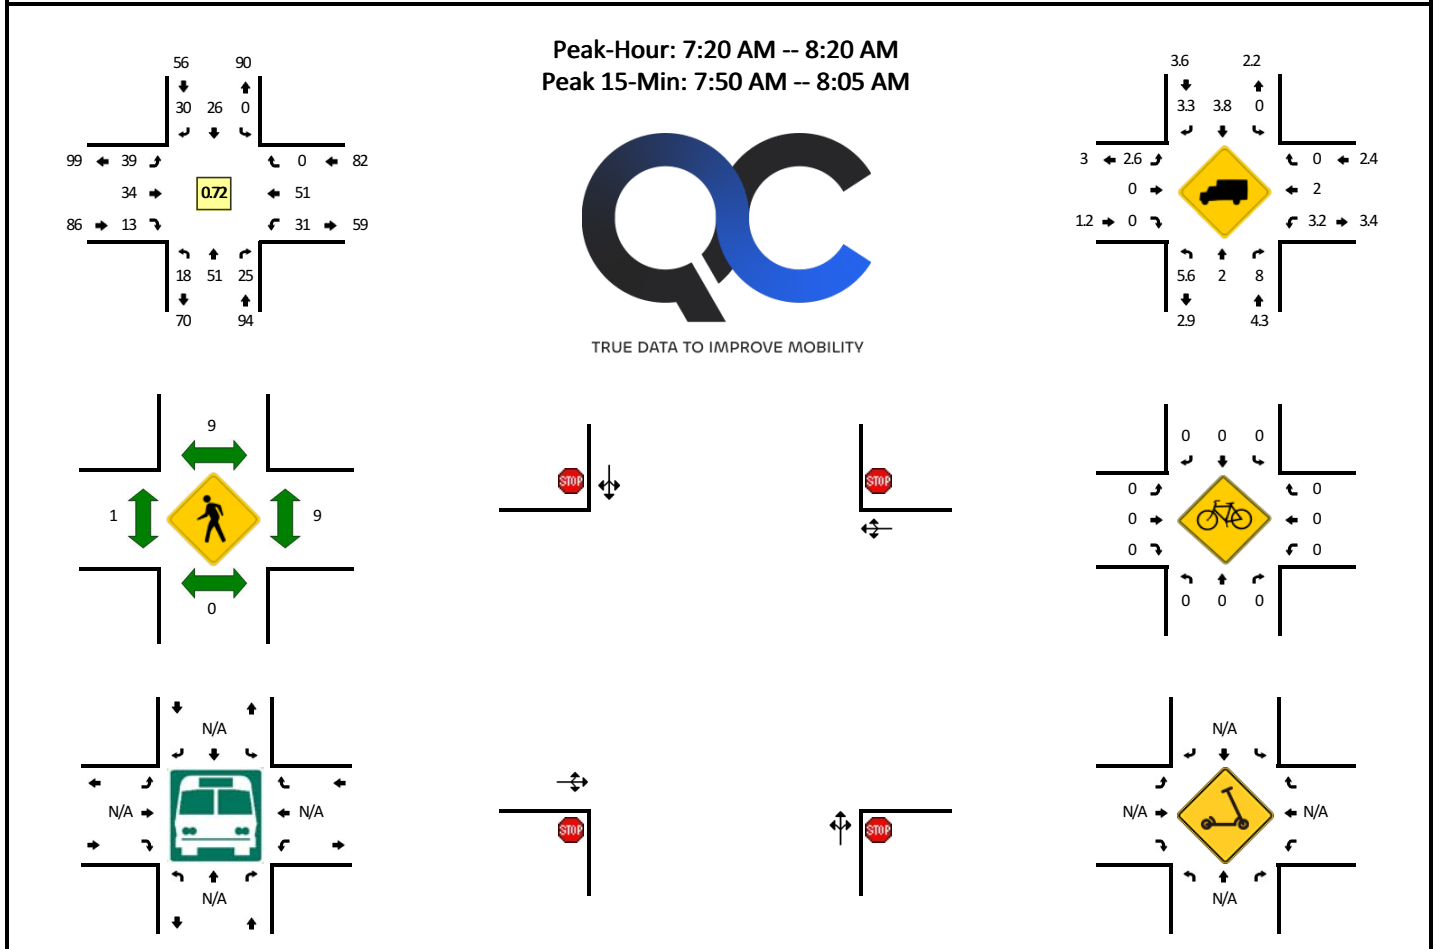 Peak-Hour: 7:20 AM -- 8:20 AM
Peak 15-Min: 7:50 AM -- 8:05 AM
56 90
30 26 0
99 39 0 82
34 0.72 51
86 13 31 59
18 51 25
70 94
TRUE DATA TO IMPROVE MOBILITY
3.6 2.2
3.3 3.8 0
3 2.6 0 2.4
0 2
1.2 0 3.2 3.4
5.6 2 8
2.9 4.3
9
1 9
0
STOP STOP
0 0 0
0 0
0 0
0 0
0 0 0
N/A
N/A N/A
N/A
STOP STOP
N/A
N/A N/A
N/A